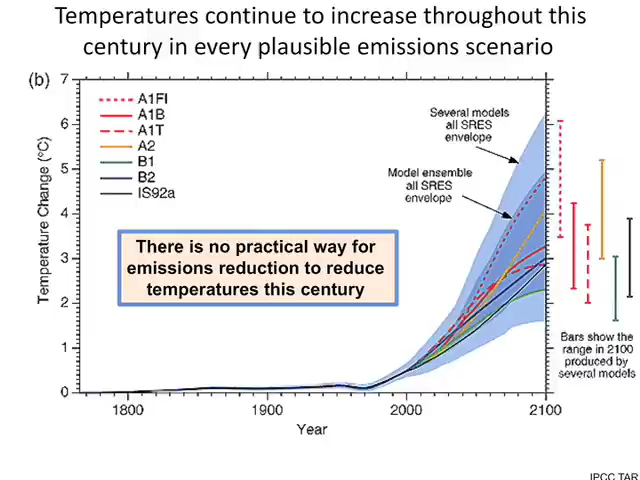 Temperatures continue to increase throughout this
century in every plausible emissions scenario
(b)
7
6
5
4
3
2
1
0
Temperature Change (°C)
A1FI
A1B
A1T
A2
B1
B2
IS92a
Several models
all SRES
envelope
Model ensemble
all SRES
envelope
There is no practical way for
emissions reduction to reduce
temperatures this century
Bars show the
range in 2100
produced by
several models
1800
1900
2000
2100
Year
IPCC TAR